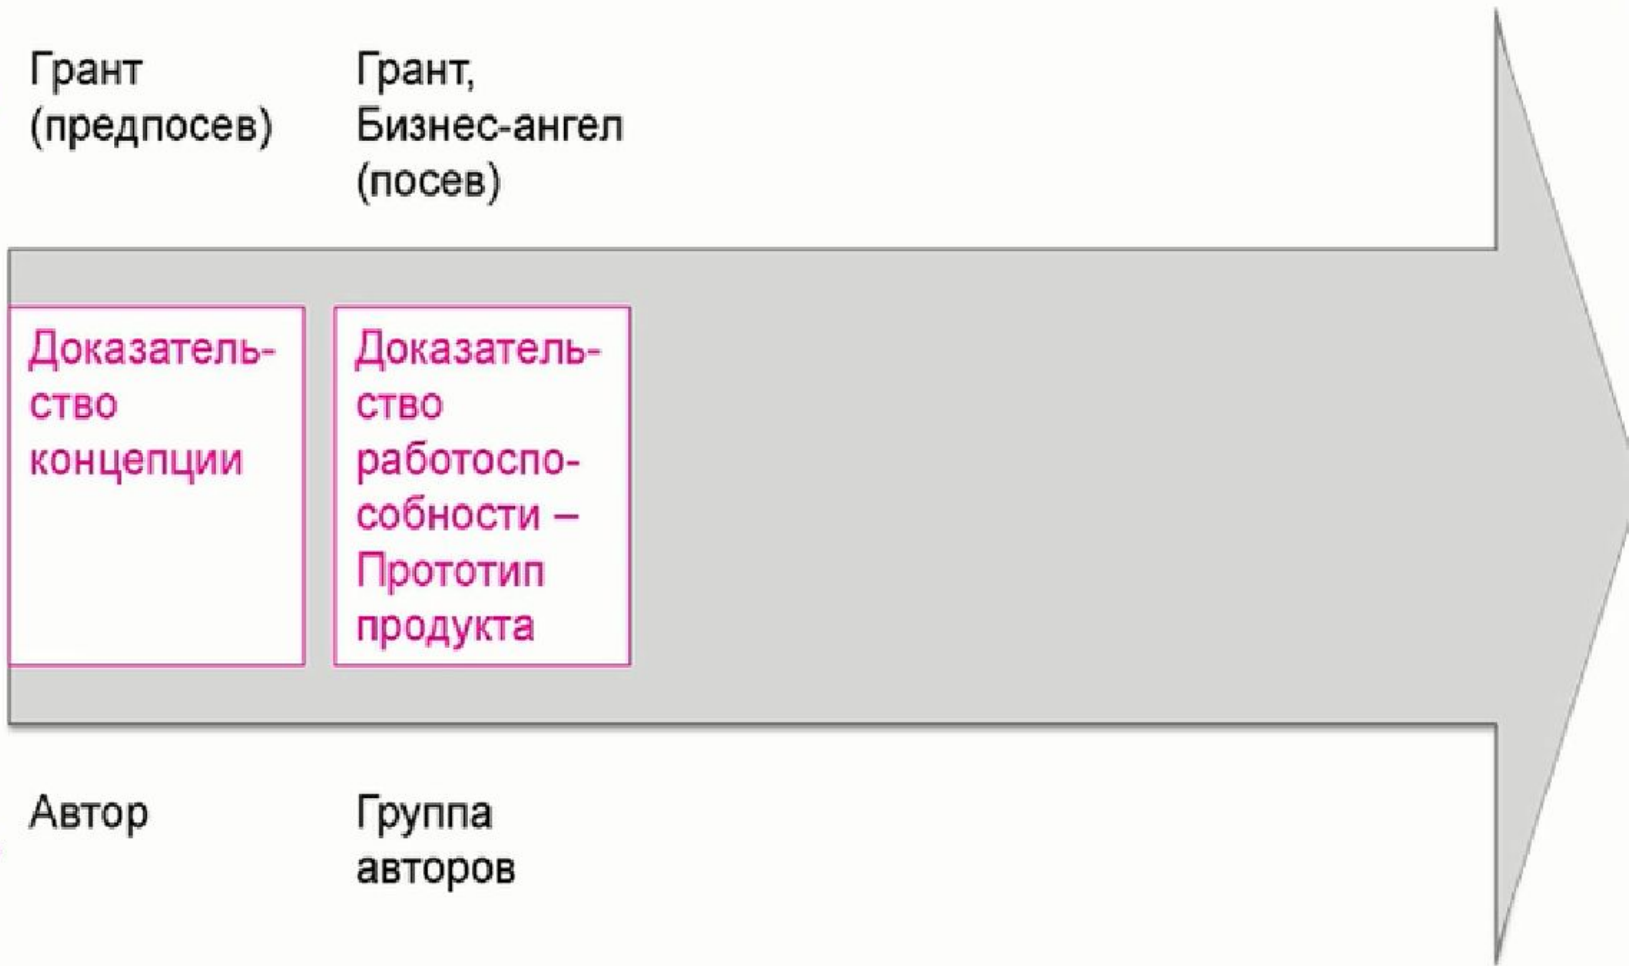 Грант
(предпосев)
Грант,
Бизнес-ангел
(посев)
Доказатель-
ство
концепции
Доказатель-
ство
работоспо-
собности –
Прототип
продукта
Автор
Группа
авторов